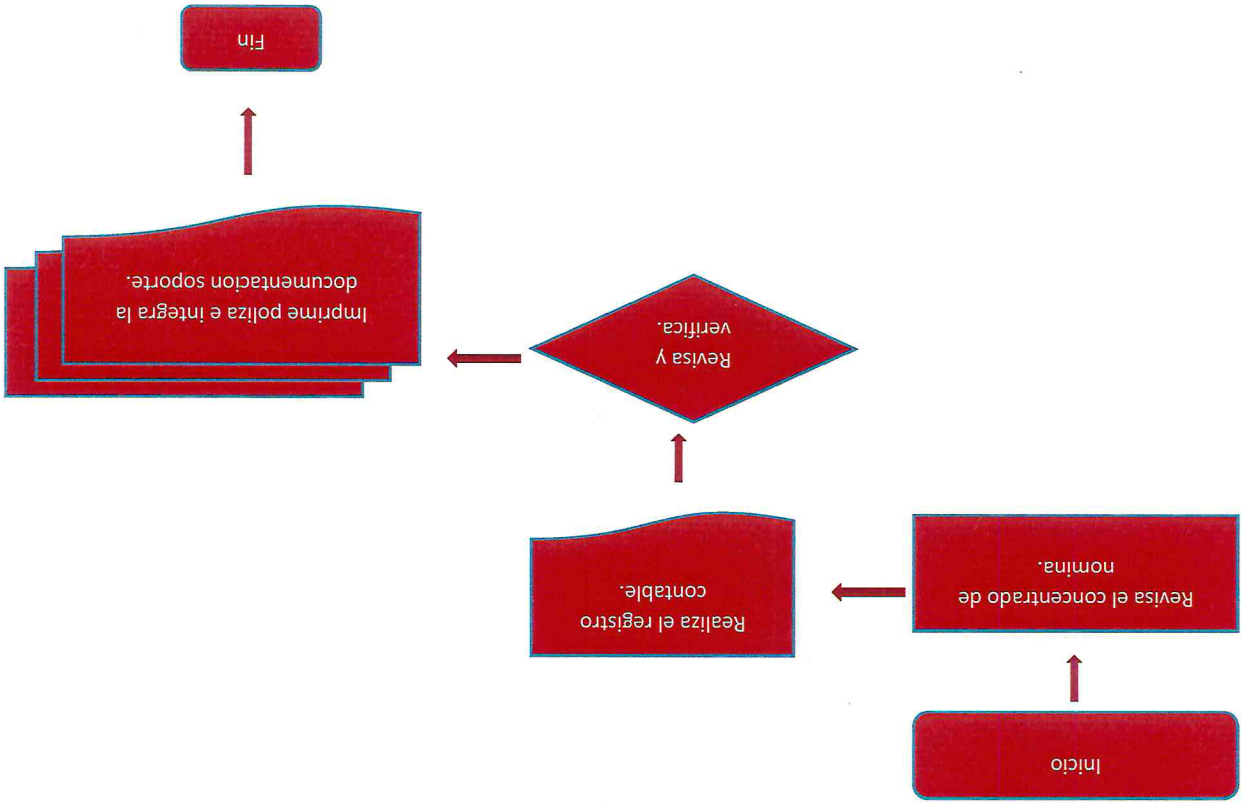 Inicio
Revisa el concentrado de
nomina.
Realiza el registro
contable.
Revisa y
verifica.
Imprime poliza e integra la
documentacion soporte.
Fin